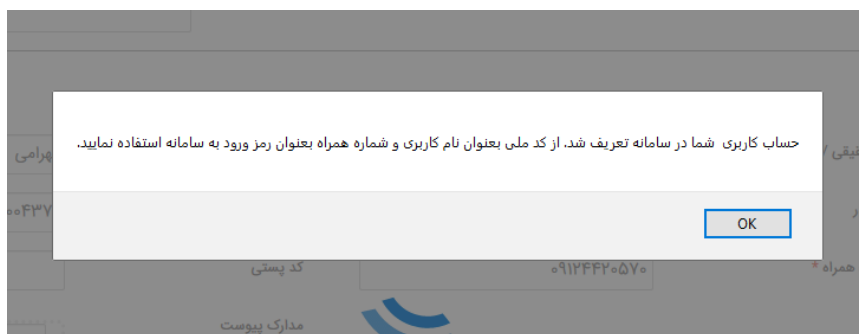 حساب کاربری شما در سامانه تعریف شد. از کد ملی بعنوان نام کاربری و شماره همراه بعنوان رمز ورود به سامانه استفاده نمایید.
OK
همراه * ۰۹۱۲۴۴۲۰۵۷۰ کد پستی
مدارک پیوست